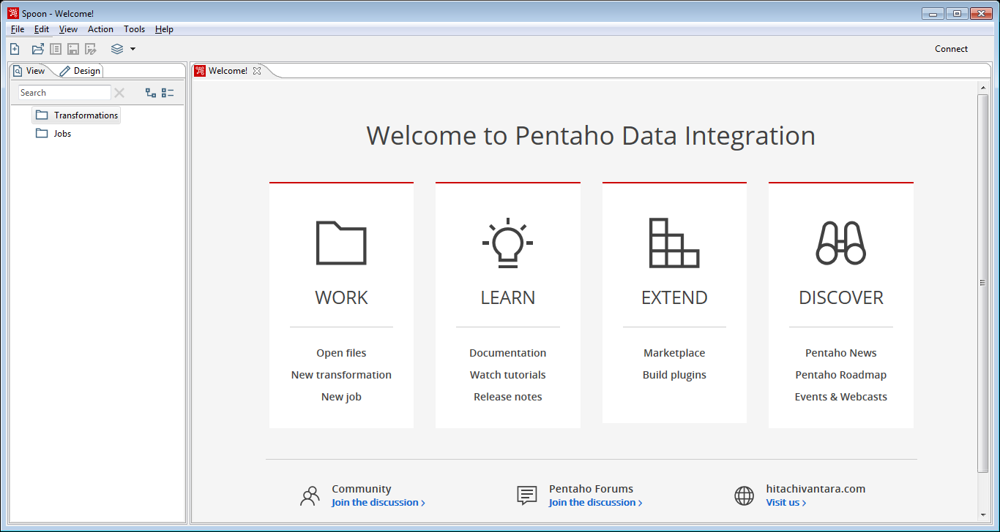 Spoon - Welcome!
File Edit View Action Tools Help
Connect
View Design
Search
Transformations
Jobs
Welcome!
Welcome to Pentaho Data Integration
WORK
Open files
New transformation
New job
LEARN
Documentation
Watch tutorials
Release notes
EXTEND
Marketplace
Build plugins
DISCOVER
Pentaho News
Pentaho Roadmap
Events & Webcasts
Community
Join the discussion >
Pentaho Forums
Join the discussion >
hitachivantara.com
Visit us >